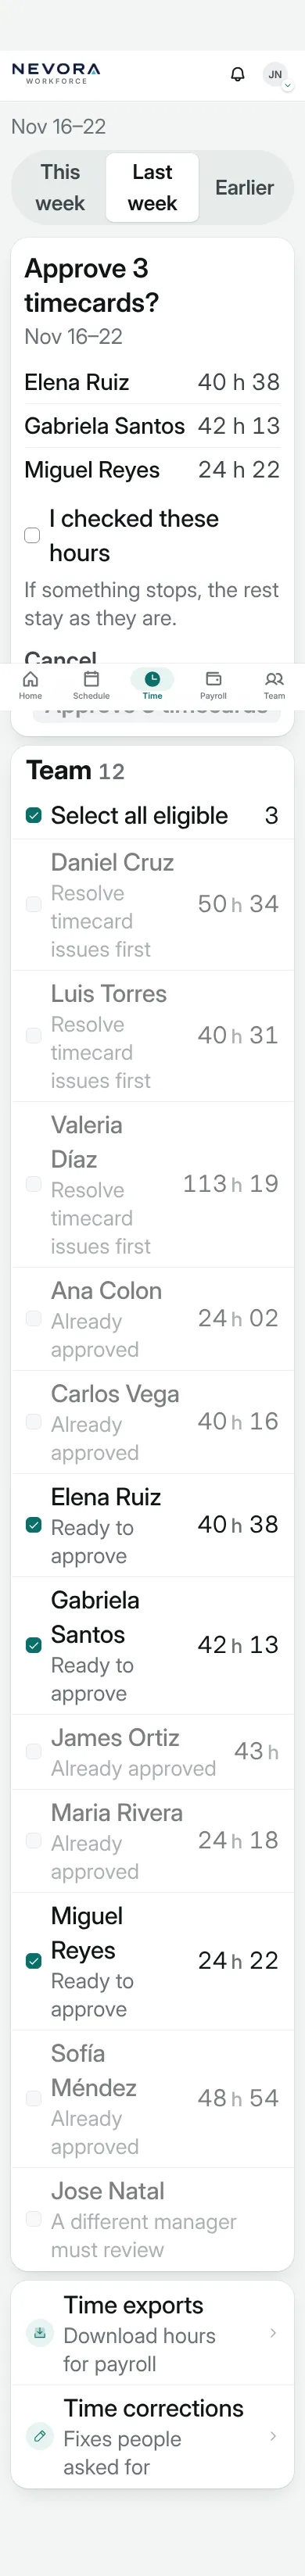 NEVORA
WORKFORCE
JN
Nov 16–22
This
week
Last
week
Earlier
Approve 3
timecards?
Nov 16–22
Elena Ruiz 40 h 38
Gabriela Santos 42 h 13
Miguel Reyes 24 h 22
I checked these
hours
If something stops, the rest
stay as they are.
Cancel
Home Schedule Time Payroll Team
Approve 3 timecards
Team 12
Select all eligible 3
Daniel Cruz
Resolve
timecard
issues first
50 h 34
Luis Torres
Resolve
timecard
issues first
40 h 31
Valeria
Díaz
Resolve
timecard
issues first
113 h 19
Ana Colon
Already
approved
24 h 02
Carlos Vega
Already
approved
40 h 16
Elena Ruiz
Ready to
approve
40 h 38
Gabriela
Santos
Ready to
approve
42 h 13
James Ortiz
Already approved
43 h
Maria Rivera
Already
approved
24 h 18
Miguel
Reyes
Ready to
approve
24 h 22
Sofía
Méndez
Already
approved
48 h 54
Jose Natal
A different manager
must review
Time exports
Download hours
for payroll
Time corrections
Fixes people
asked for